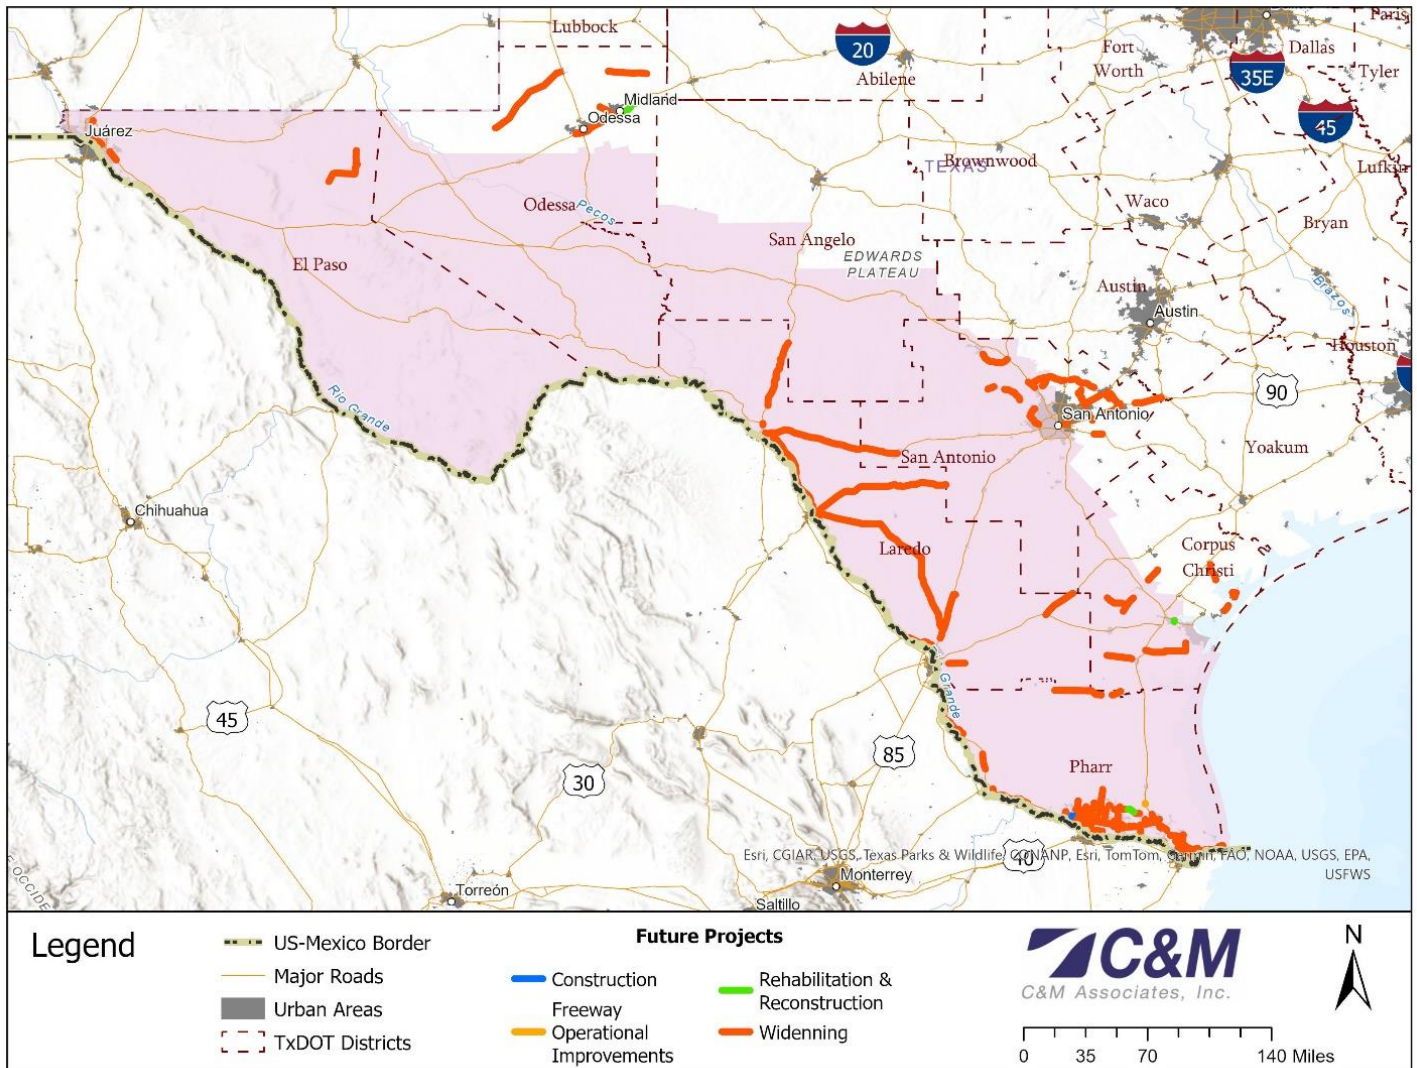 Lubbock
Paris
20
Fort
Worth
Dallas
35E
Tyler
Abilene
Midland
Odessa
45
Juárez
Brownwood
TEXAS
Lufkin
Waco
Bryan
Odessa
Pecos
San Angelo
EDWARDS
PLATEAU
El Paso
Austin
Austin
Brazos
Houston
Rio Grande
90
San Antonio
San Antonio
Yoakum
Chihuahua
Laredo
Corpus
Christi
Grande
45
85
30
Pharr
40
Esri, CGIAR, USGS, Texas Parks & Wildlife, CONANP, Esri, TomTom, Garmin, FAO, NOAA, USGS, EPA,
USFWS
Monterrey
Torreón
Saltillo
Legend
US-Mexico Border
Major Roads
Urban Areas
TxDOT Districts
Future Projects
Construction
Freeway
Operational
Improvements
Rehabilitation &
Reconstruction
Widenning
C&M
C&M Associates, Inc.
N
0 35 70 140 Miles